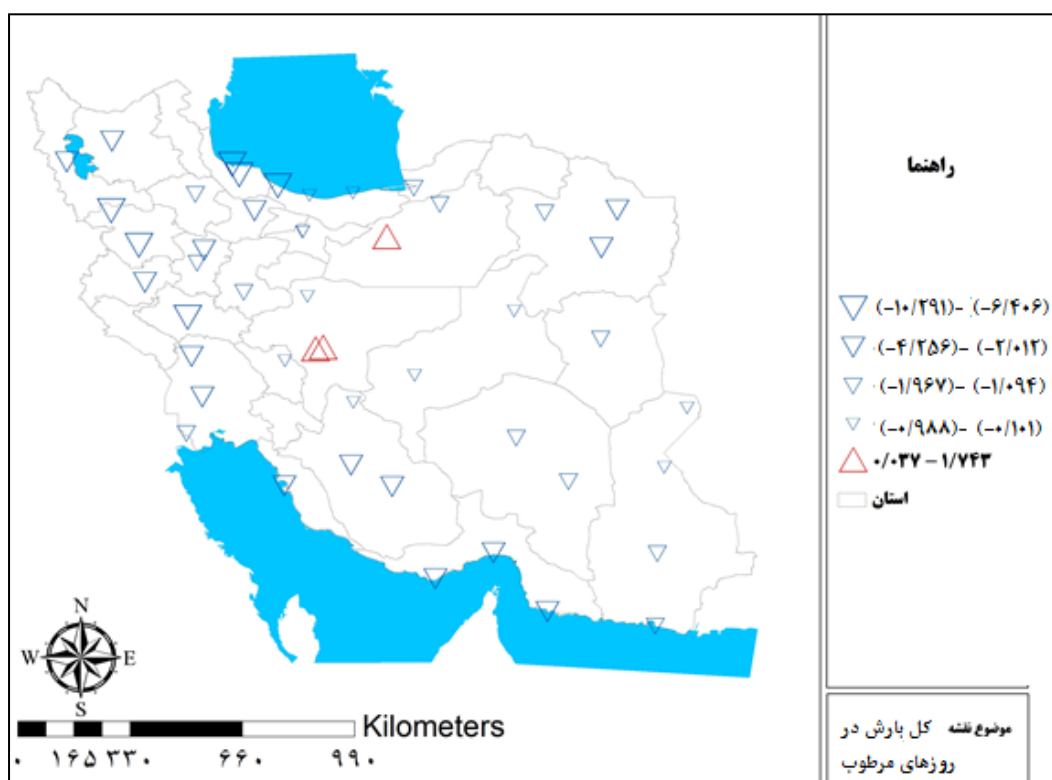 راهنما
(-۱۰/۲۹۱)- (-۶/۴۰۶)
(-۴/۲۵۶)- (-۲/۰۱۲)
(-۱/۹۶۷)- (-۱/۰۹۴)
(-۰/۹۸۸)- (-۰/۱۰۱)
۰/۰۳۷ – ۱/۷۴۳
استان
N
W E
S
Kilometers
۰ ۱۶۵ ۳۳۰ ۶۶۰ ۹۹۰
موضوع نقشه کل بارش در
روزهای مرطوب